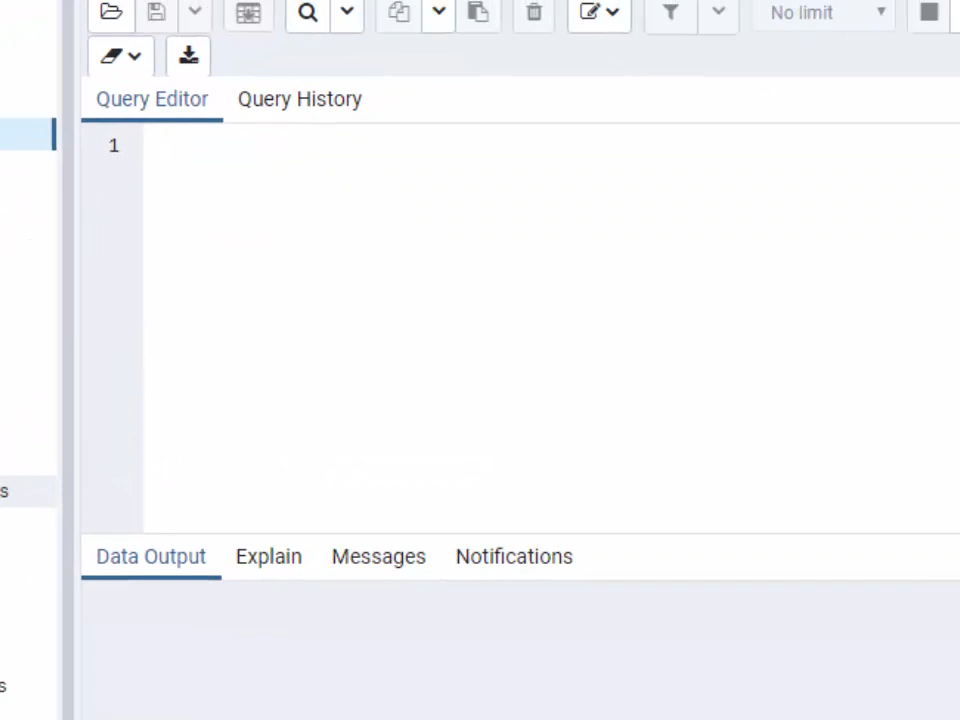 No limit
Query Editor Query History
1
s
Data Output Explain Messages Notifications
s